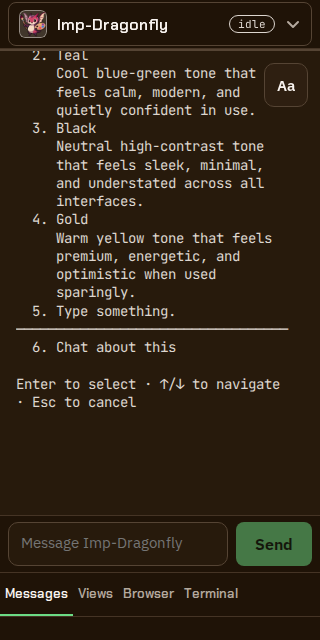 Imp-Dragonfly
idle
2. Teal
Cool blue-green tone that
feels calm, modern, and
quietly confident in use.
Aa
3. Black
Neutral high-contrast tone
that feels sleek, minimal,
and understated across all
interfaces.
4. Gold
Warm yellow tone that feels
premium, energetic, and
optimistic when used
sparingly.
5. Type something.
6. Chat about this
Enter to select · ↑/↓ to navigate
· Esc to cancel
Message Imp-Dragonfly
Send
Messages Views Browser Terminal